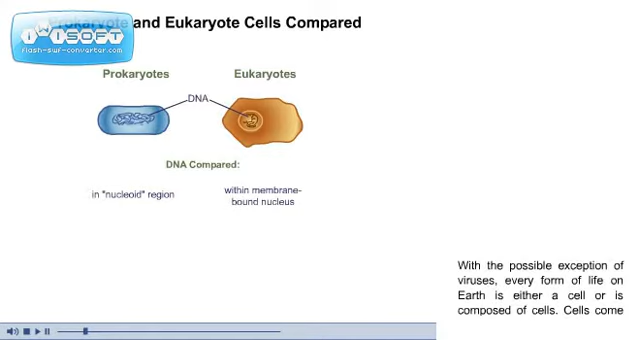 Prokaryote and Eukaryote Cells Compared
iWiSOFT
flash-swf-converter.com
Prokaryotes Eukaryotes
DNA
DNA Compared:
in "nucleoid" region
within membrane-
bound nucleus
With the possible exception of
viruses, every form of life on
Earth is either a cell or is
composed of cells. Cells come